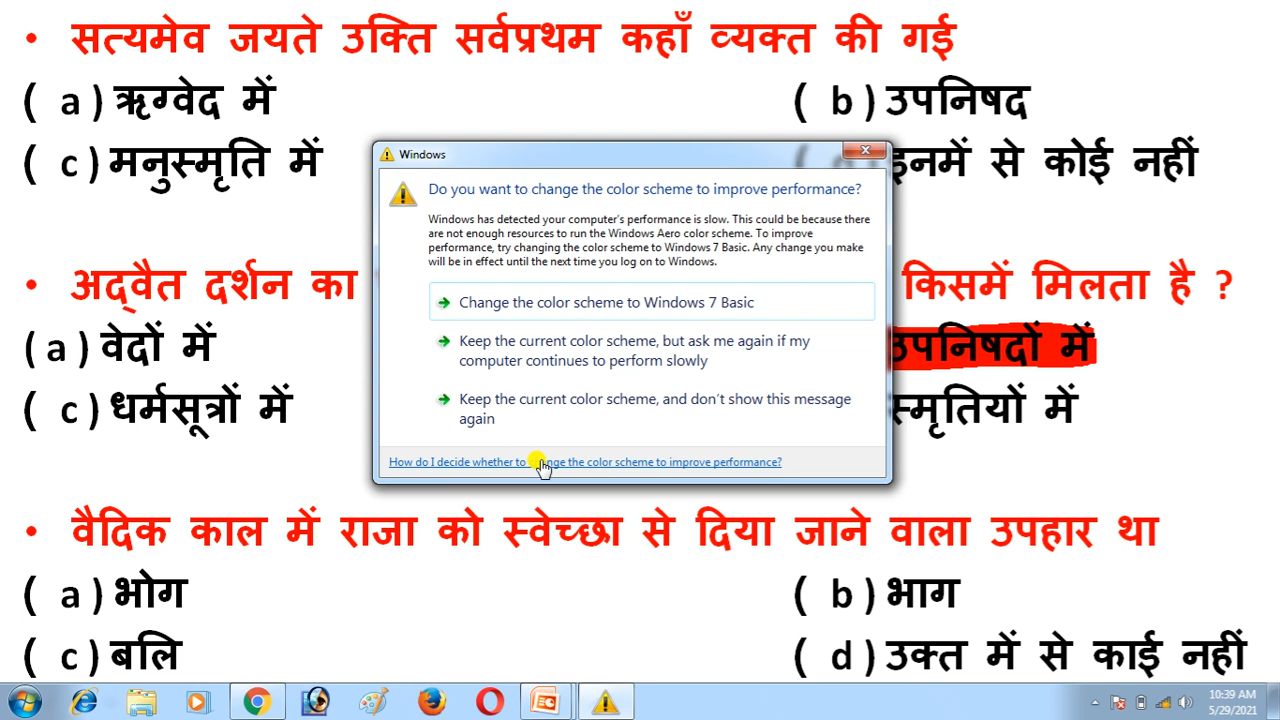 • सत्यमेव जयते उक्ति सर्वप्रथम कहाँ व्यक्त की गई
( a ) ऋग्वेद में ( b ) उपनिषद
( c ) मनुस्मृति में इनमें से कोई नहीं
Windows
Do you want to change the color scheme to improve performance?
Windows has detected your computer's performance is slow. This could be because there
are not enough resources to run the Windows Aero color scheme. To improve
performance, try changing the color scheme to Windows 7 Basic. Any change you make
will be in effect until the next time you log on to Windows.
Change the color scheme to Windows 7 Basic
Keep the current color scheme, but ask me again if my
computer continues to perform slowly
Keep the current color scheme, and don't show this message
again
How do I decide whether to change the color scheme to improve performance?
• अद्वैत दर्शन का किसमें मिलता है ?
( a ) वेदों में उपनिषदों में
( c ) धर्मसूत्रों में स्मृतियों में
• वैदिक काल में राजा को स्वेच्छा से दिया जाने वाला उपहार था
( a ) भोग ( b ) भाग
( c ) बलि ( d ) उक्त में से काई नहीं
10:39 AM
5/29/2021